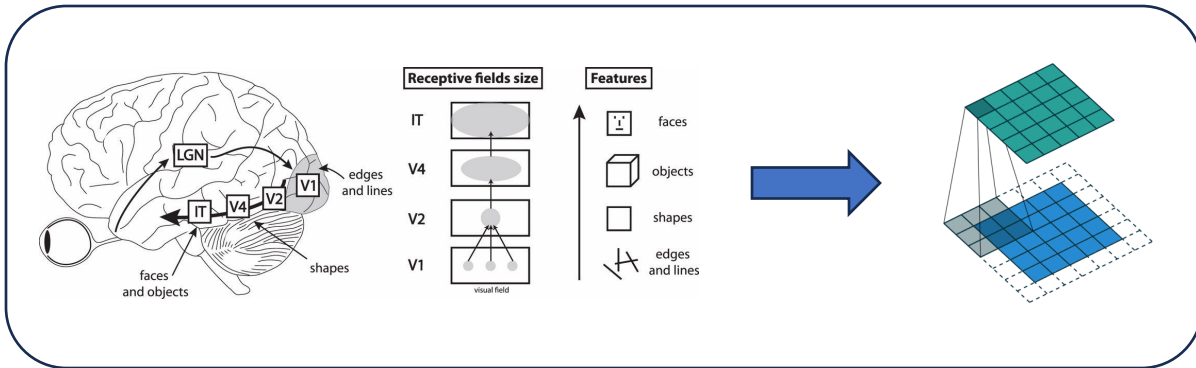 LGN
V1
V2
V4
IT
edges
and lines
shapes
faces
and objects
Receptive fields size
IT
V4
V2
V1
visual field
Features
faces
objects
shapes
edges
and lines